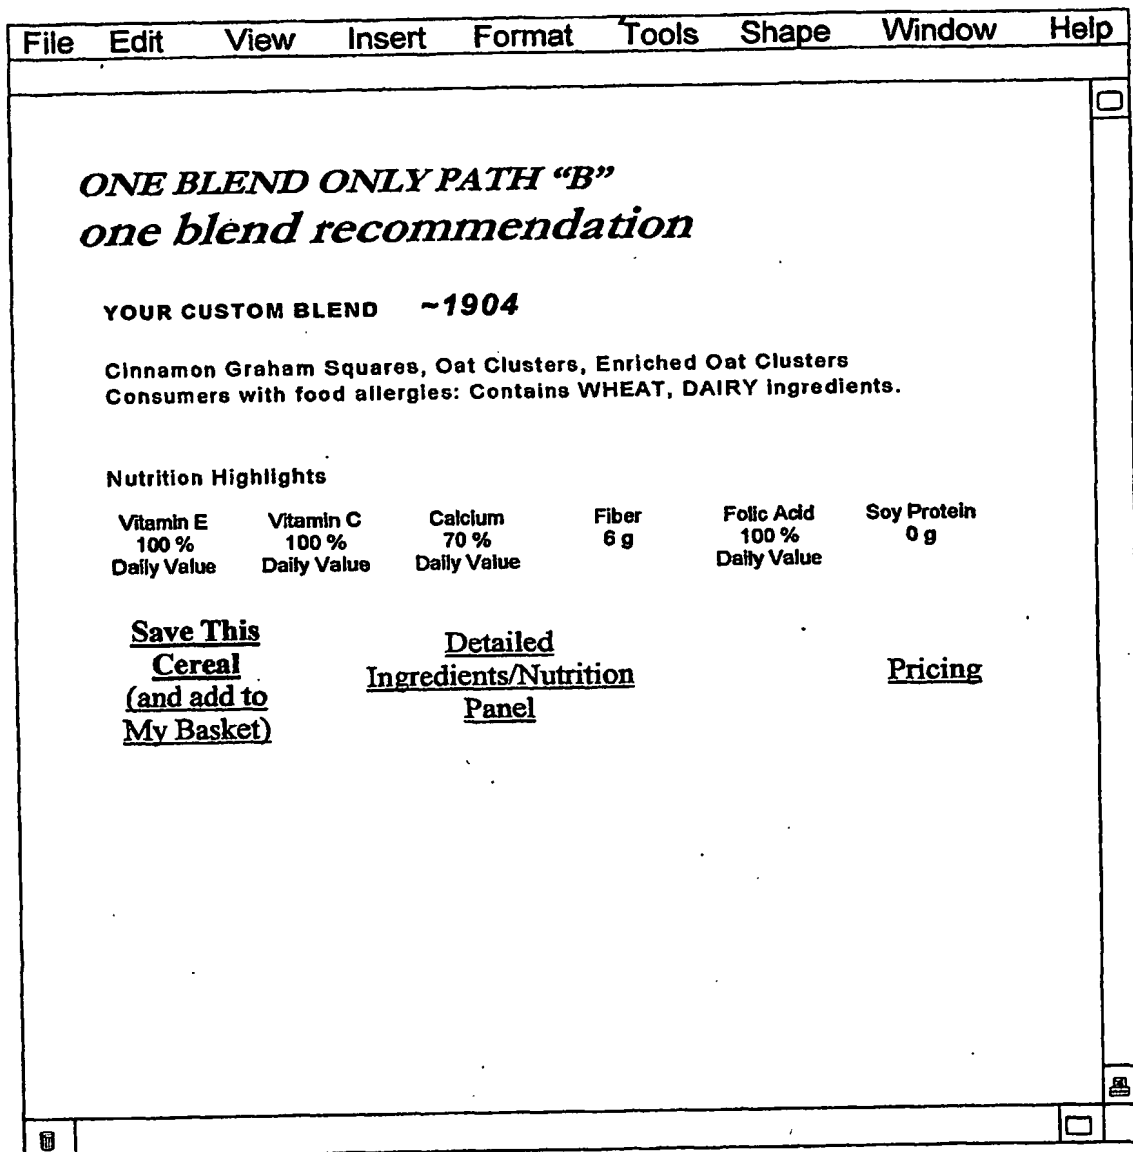 File Edit View Insert Format Tools Shape Window Help
ONE BLEND ONLY PATH “B”
one blend recommendation
YOUR CUSTOM BLEND ~1904
Cinnamon Graham Squares, Oat Clusters, Enriched Oat Clusters
Consumers with food allergies: Contains WHEAT, DAIRY ingredients.
Nutrition Highlights
Vitamin E Vitamin C Calcium Fiber Folic Acid Soy Protein
100 % 100 % 70 % 6 g 100 % 0 g
Daily Value Daily Value Daily Value Daily Value
Save This
Cereal
(and add to
My Basket)
Detailed
Ingredients/Nutrition
Panel
Pricing